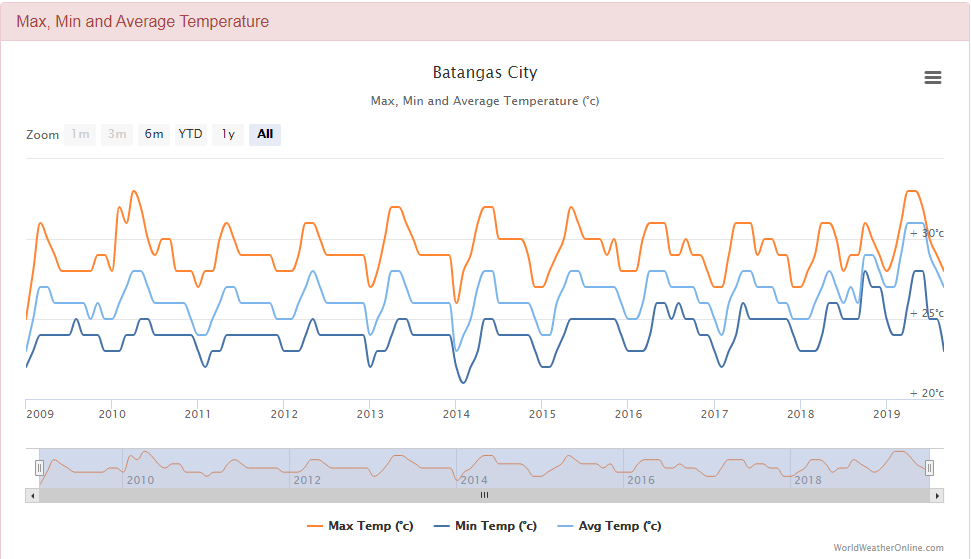 Max, Min and Average Temperature
Batangas City
Max, Min and Average Temperature (°c)
Zoom 1m 3m 6m YTD 1y All
+ 30°c
+ 25°c
+ 20°c
2009 2010 2011 2012 2013 2014 2015 2016 2017 2018 2019
2010 2012 2014 2016 2018
Max Temp (°c) Min Temp (°c) Avg Temp (°c)
WorldWeatherOnline.com